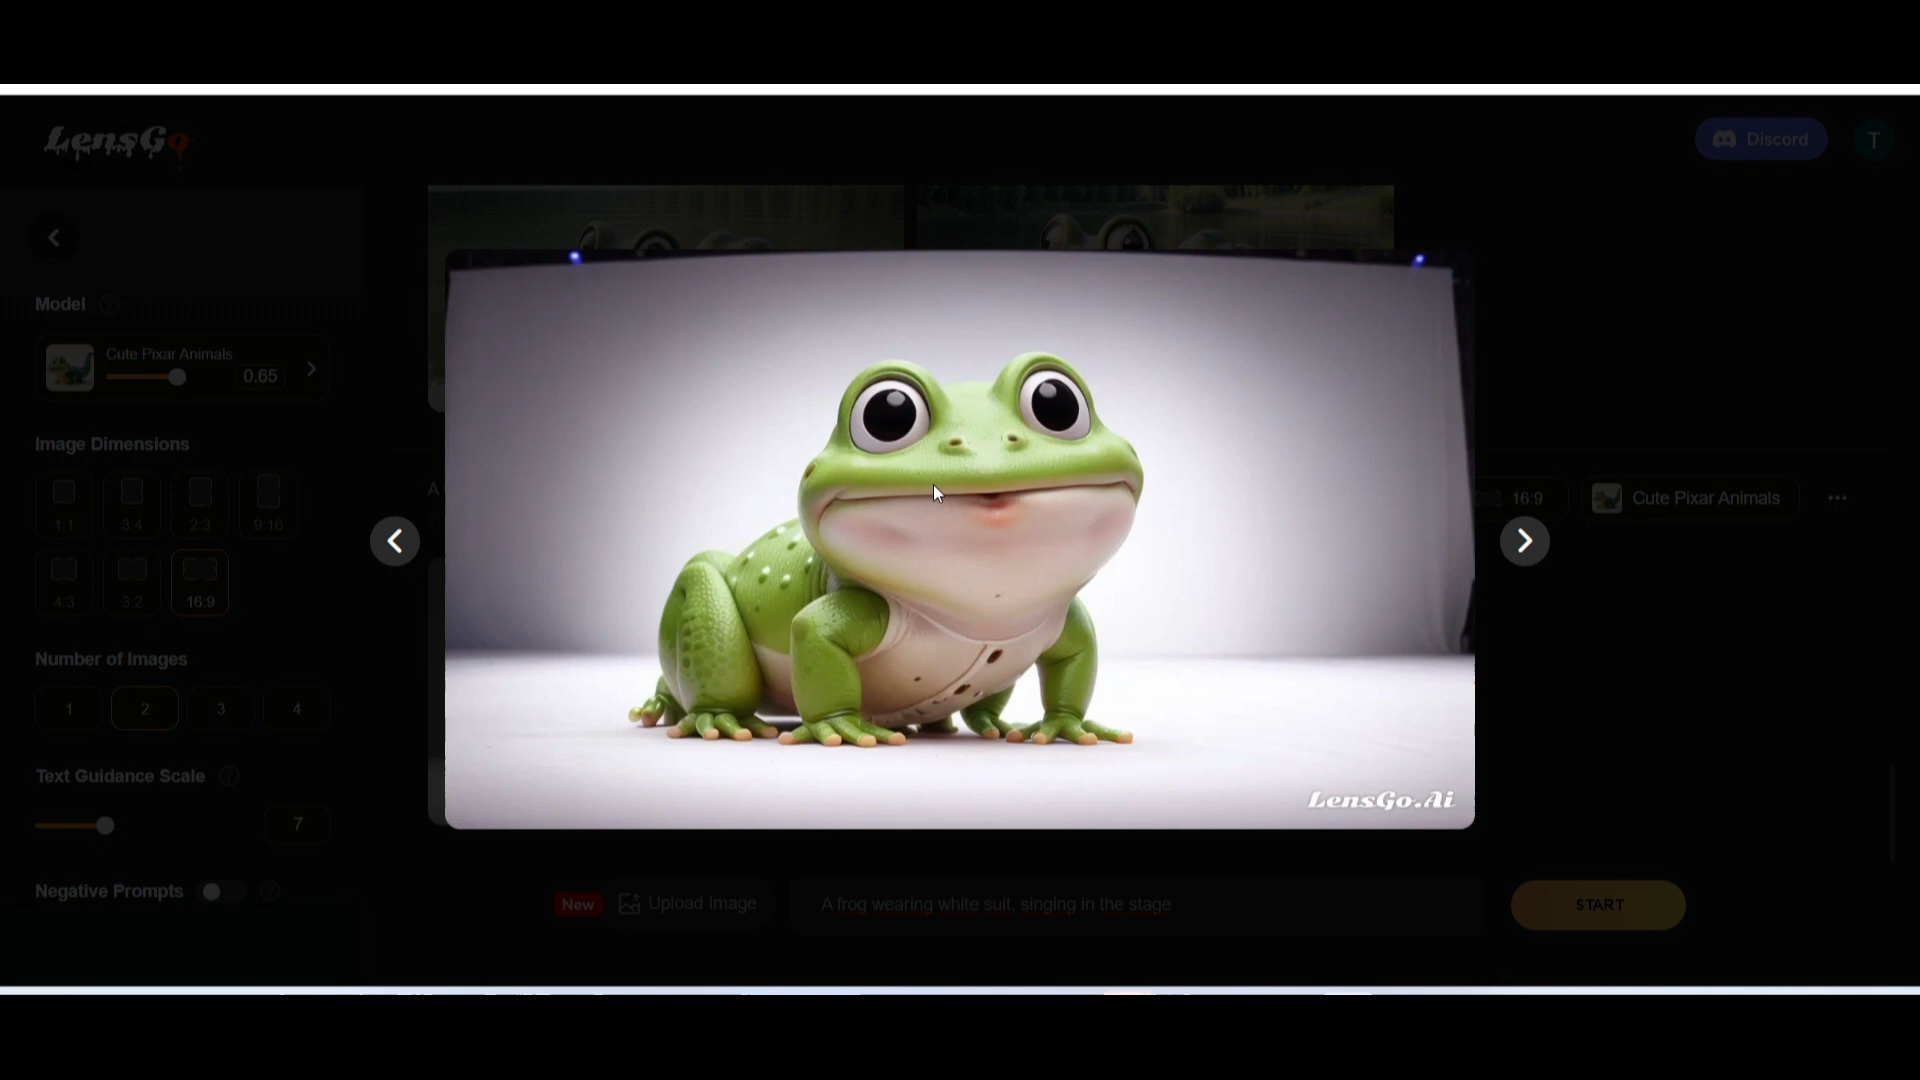 LensGo
Discord
T
Model
Cute Pixar Animals
0.65
Image Dimensions
1:1
3:4
2:3
9:16
4:3
3:2
16:9
Number of Images
1
2
3
4
Text Guidance Scale
7
Negative Prompts
A
16:9
Cute Pixar Animals
LensGo.Ai
New
Upload Image
A frog wearing white suit, singing in the stage
START